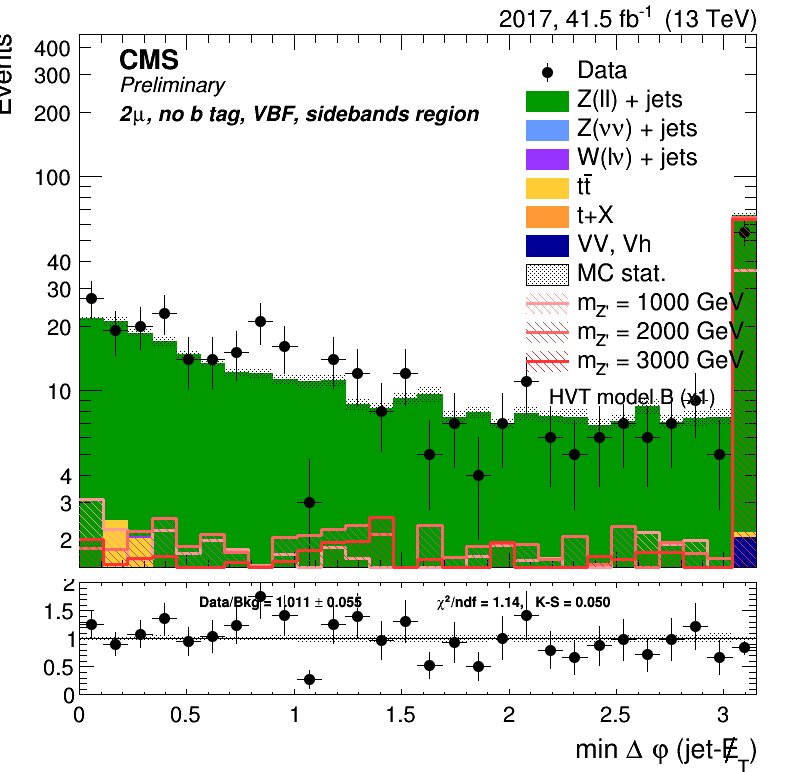 2017, 41.5 fb⁻¹ (13 TeV)
Events
CMS
Preliminary
2μ, no b tag, VBF, sidebands region
Data
Z(ll) + jets
Z(νν) + jets
W(lν) + jets
tt̄
t+X
VV, Vh
MC stat.
m_Z' = 1000 GeV
m_Z' = 2000 GeV
m_Z' = 3000 GeV
HVT model B (x1)
400
300
200
100
40
30
20
10
4
3
2
Data/Bkg = 1.011 ± 0.055
χ²/ndf = 1.14, K-S = 0.050
2
1.5
1
0.5
0
0 0.5 1 1.5 2 2.5 3
min Δ φ (jet-E̸_T)